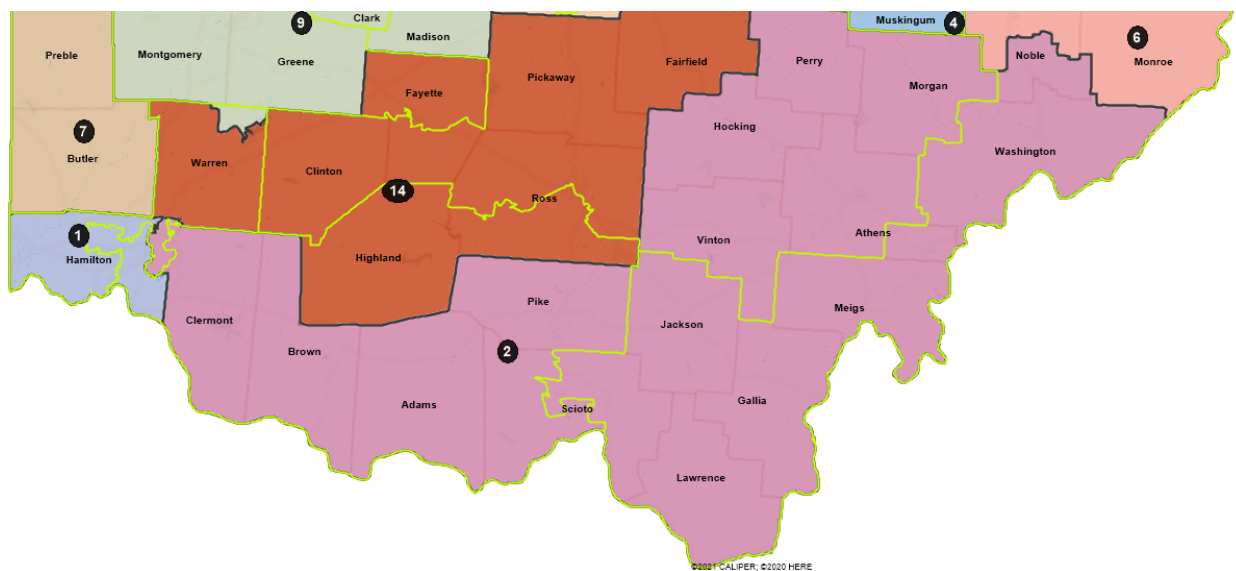 Clark
9
Muskingum
4
Madison
6
Preble
Montgomery
Greene
Pickaway
Fairfield
Perry
Noble
Monroe
Fayette
Morgan
Hocking
7
Butler
Warren
Clinton
Washington
14
Ross
1
Hamilton
Highland
Vinton
Athens
Pike
Meigs
Clermont
Jackson
Brown
2
Adams
Scioto
Gallia
Lawrence
©2021 CALIPER; ©2020 HERE